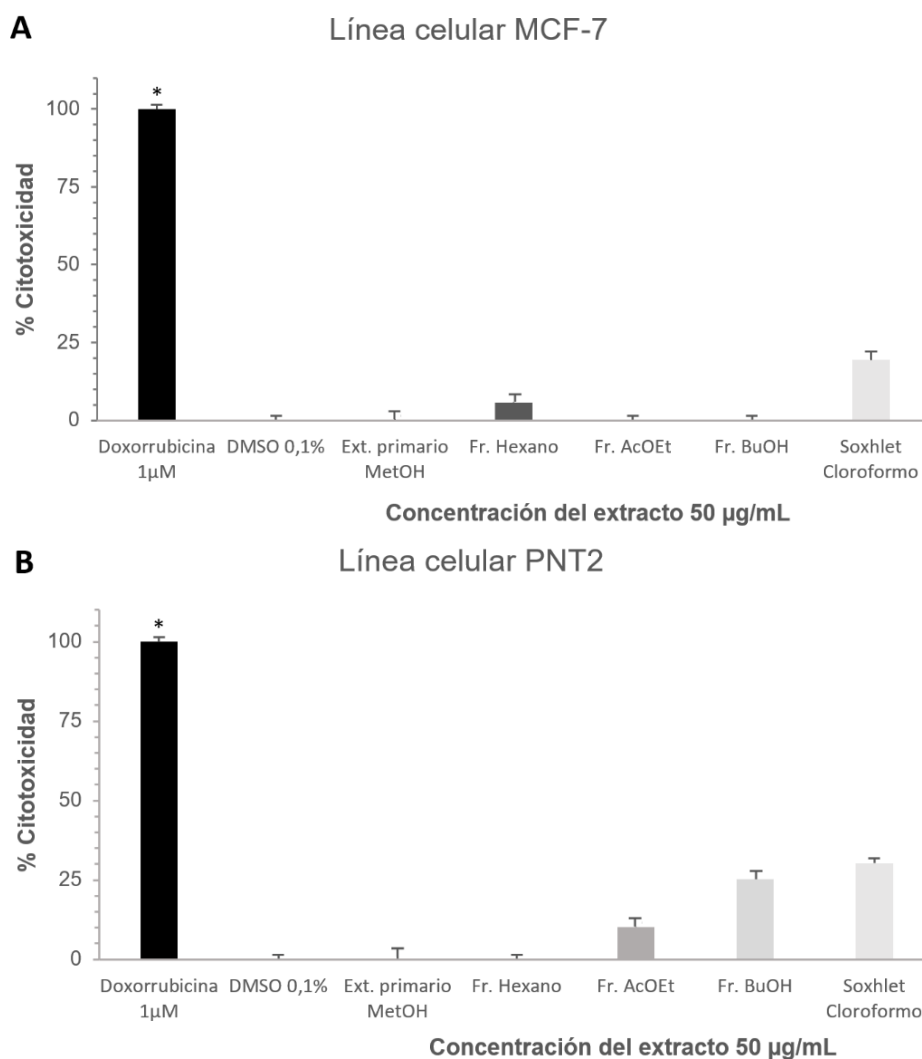 A
Línea celular MCF-7
% Citotoxicidad
100
75
50
25
0
*
Doxorrubicina
1µM
DMSO 0,1%
Ext. primario
MetOH
Fr. Hexano
Fr. AcOEt
Fr. BuOH
Soxhlet
Cloroformo
Concentración del extracto 50 µg/mL
B
Línea celular PNT2
% Citotoxicidad
100
75
50
25
0
*
Doxorrubicina
1µM
DMSO 0,1%
Ext. primario
MetOH
Fr. Hexano
Fr. AcOEt
Fr. BuOH
Soxhlet
Cloroformo
Concentración del extracto 50 µg/mL